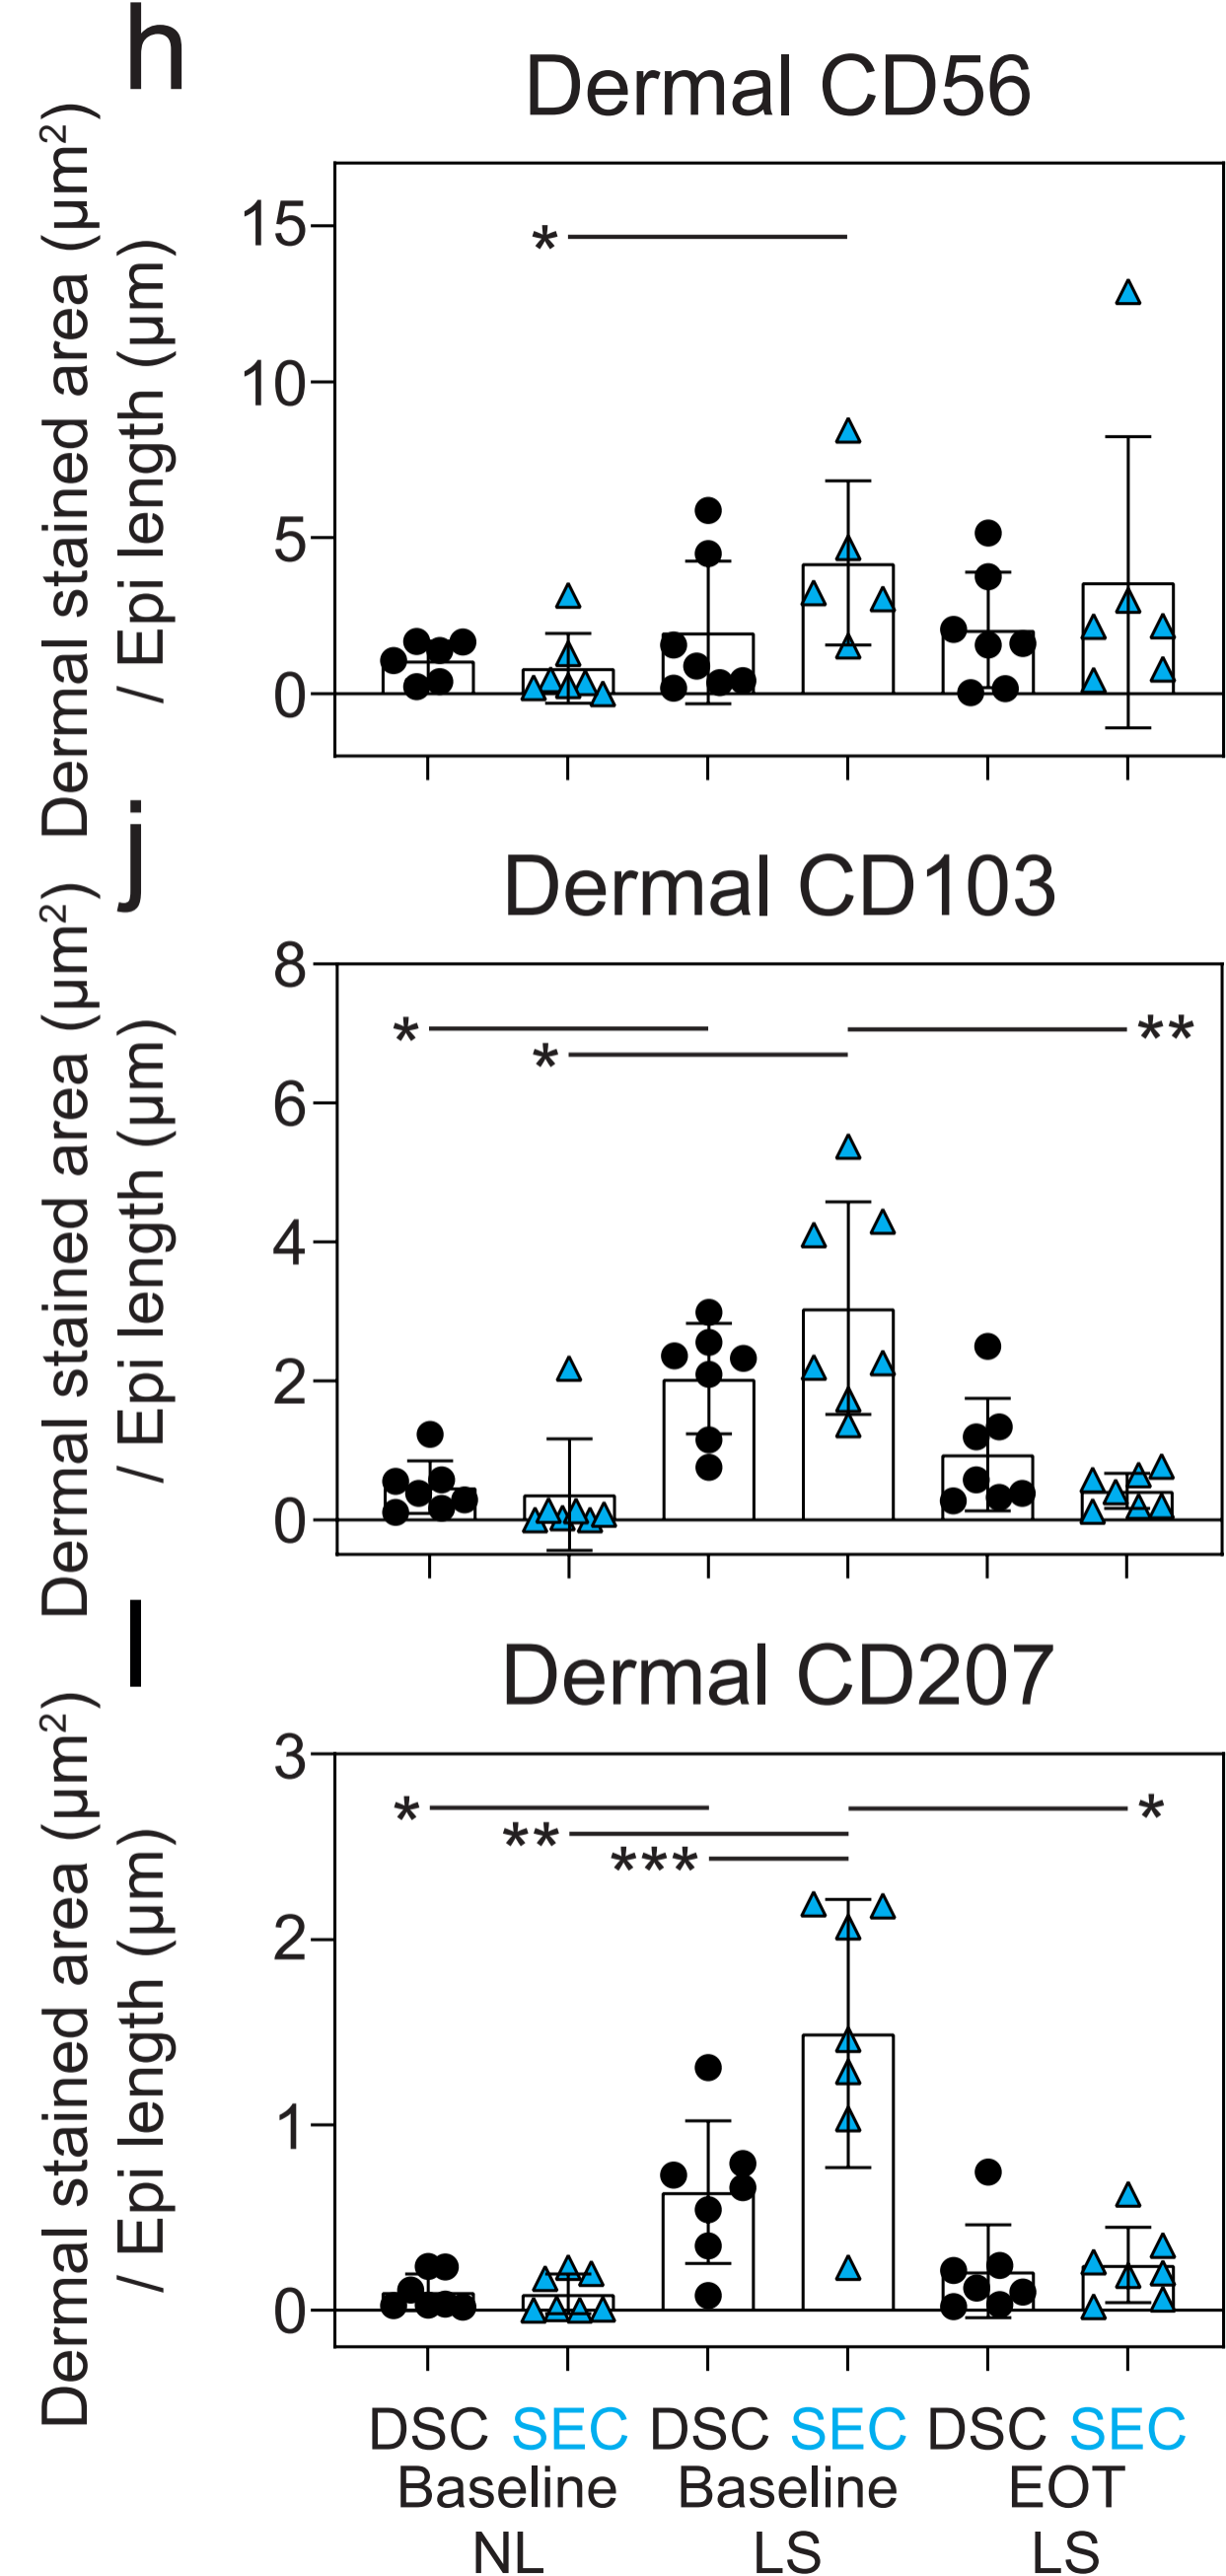 h
Dermal CD56
Dermal stained area (µm²)
/ Epi length (µm)
15
10
5
0
*
j
Dermal CD103
Dermal stained area (µm²)
/ Epi length (µm)
8
6
4
2
0
*
*
**
l
Dermal CD207
Dermal stained area (µm²)
/ Epi length (µm)
3
2
1
0
*
**
***
*
DSC SEC DSC SEC DSC SEC
Baseline Baseline EOT
NL LS LS